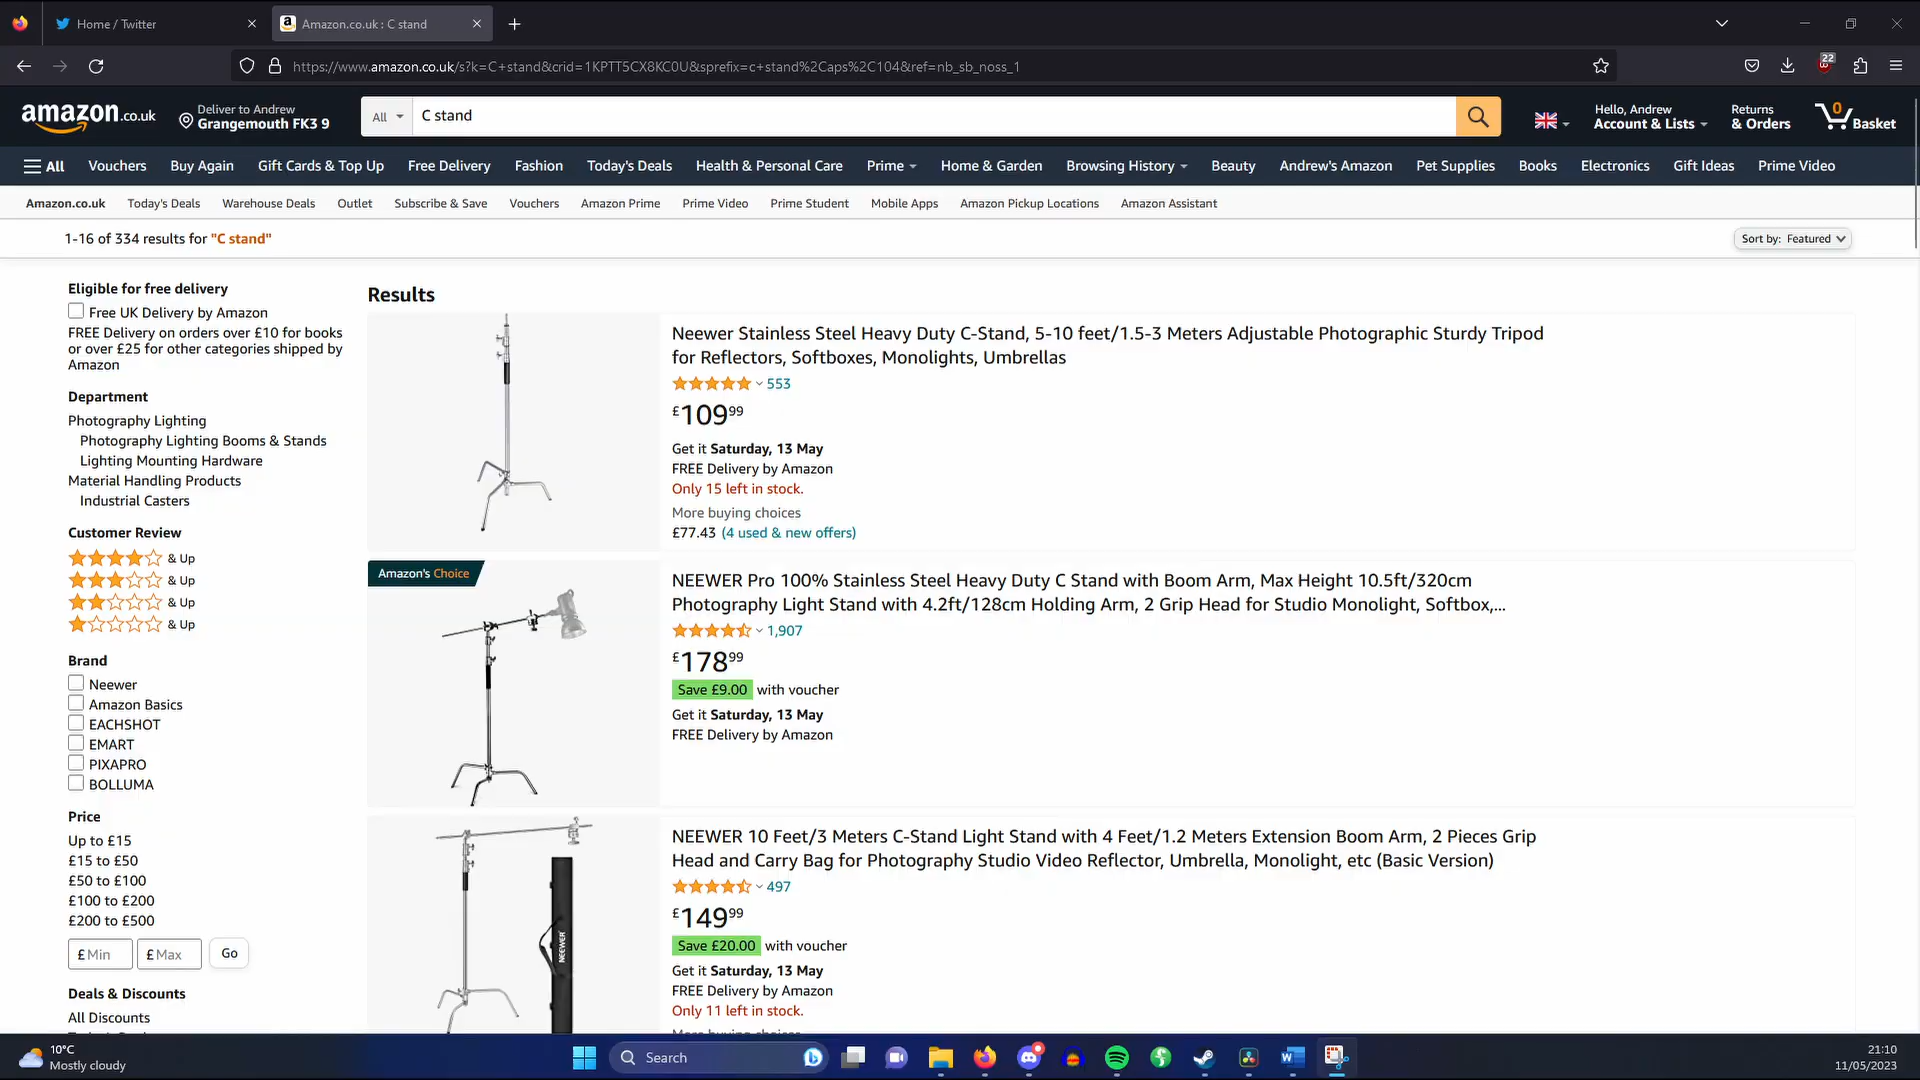 Home / Twitter
Amazon.co.uk : C stand
https://www.amazon.co.uk/s?k=C+stand&crid=1KPTT5CX8KC0U&sprefix=c+stand%2Caps%2C104&ref=nb_sb_noss_1
22
amazon.co.uk
Deliver to Andrew
Grangemouth FK3 9
All
C stand
Hello, Andrew
Account & Lists
Returns
& Orders
0
Basket
All
Vouchers
Buy Again
Gift Cards & Top Up
Free Delivery
Fashion
Today's Deals
Health & Personal Care
Prime
Home & Garden
Browsing History
Beauty
Andrew's Amazon
Pet Supplies
Books
Electronics
Gift Ideas
Prime Video
Amazon.co.uk
Today's Deals
Warehouse Deals
Outlet
Subscribe & Save
Vouchers
Amazon Prime
Prime Video
Prime Student
Mobile Apps
Amazon Pickup Locations
Amazon Assistant
1-16 of 334 results for "C stand"
Sort by: Featured
Eligible for free delivery
Free UK Delivery by Amazon
FREE Delivery on orders over £10 for books
or over £25 for other categories shipped by
Amazon
Department
Photography Lighting
Photography Lighting Booms & Stands
Lighting Mounting Hardware
Material Handling Products
Industrial Casters
Customer Review
& Up
& Up
& Up
& Up
Brand
Neewer
Amazon Basics
EACHSHOT
EMART
PIXAPRO
BOLLUMA
Price
Up to £15
£15 to £50
£50 to £100
£100 to £200
£200 to £500
£ Min
£ Max
Go
Deals & Discounts
All Discounts
Results
Neewer Stainless Steel Heavy Duty C-Stand, 5-10 feet/1.5-3 Meters Adjustable Photographic Sturdy Tripod
for Reflectors, Softboxes, Monolights, Umbrellas
553
£109.99
Get it Saturday, 13 May
FREE Delivery by Amazon
Only 15 left in stock.
More buying choices
£77.43 (4 used & new offers)
Amazon's Choice
NEEWER Pro 100% Stainless Steel Heavy Duty C Stand with Boom Arm, Max Height 10.5ft/320cm
Photography Light Stand with 4.2ft/128cm Holding Arm, 2 Grip Head for Studio Monolight, Softbox,...
1,907
£178.99
Save £9.00 with voucher
Get it Saturday, 13 May
FREE Delivery by Amazon
NEEWER
NEEWER 10 Feet/3 Meters C-Stand Light Stand with 4 Feet/1.2 Meters Extension Boom Arm, 2 Pieces Grip
Head and Carry Bag for Photography Studio Video Reflector, Umbrella, Monolight, etc (Basic Version)
497
£149.99
Save £20.00 with voucher
Get it Saturday, 13 May
FREE Delivery by Amazon
Only 11 left in stock.
More buying choices
10°C
Mostly cloudy
Search
21:10
11/05/2023